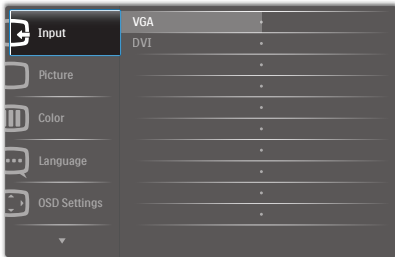 Input
VGA
DVI
Picture
Color
Language
OSD Settings